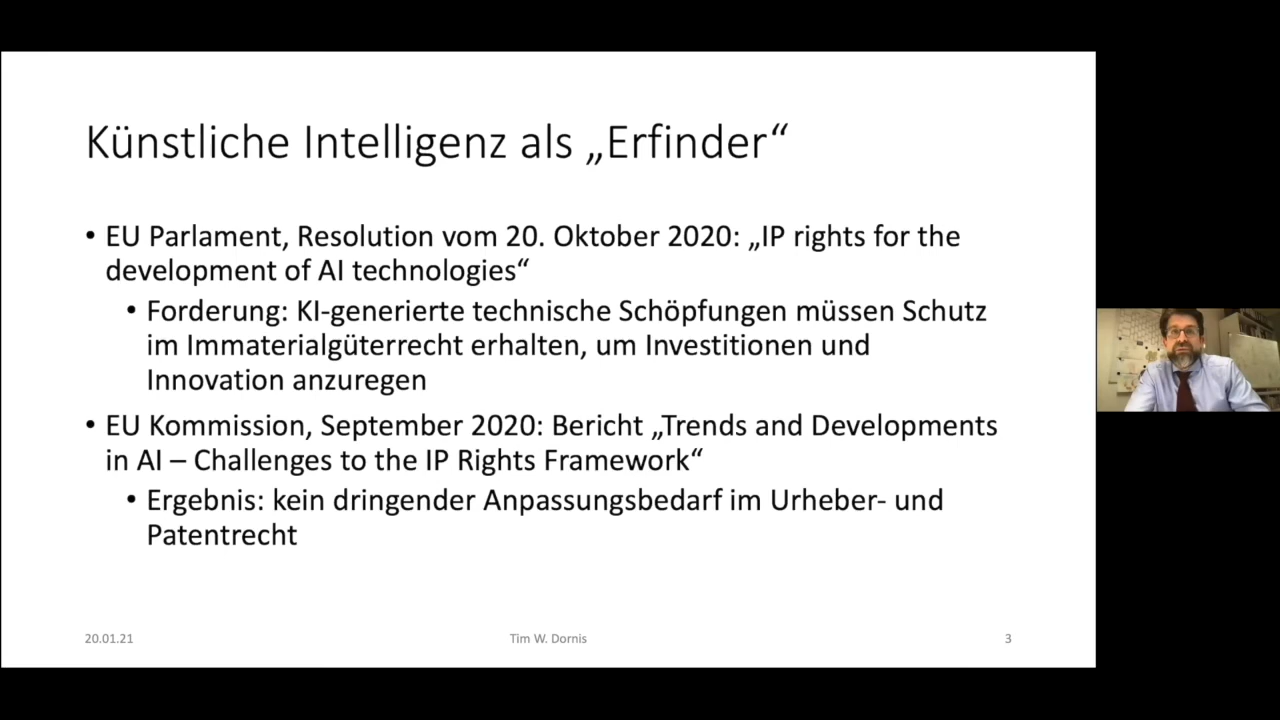 Künstliche Intelligenz als „Erfinder“
• EU Parlament, Resolution vom 20. Oktober 2020: „IP rights for the
development of AI technologies“
• Forderung: KI-generierte technische Schöpfungen müssen Schutz
im Immaterialgüterrecht erhalten, um Investitionen und
Innovation anzuregen
• EU Kommission, September 2020: Bericht „Trends and Developments
in AI – Challenges to the IP Rights Framework“
• Ergebnis: kein dringender Anpassungsbedarf im Urheber- und
Patentrecht
20.01.21
Tim W. Dornis
3